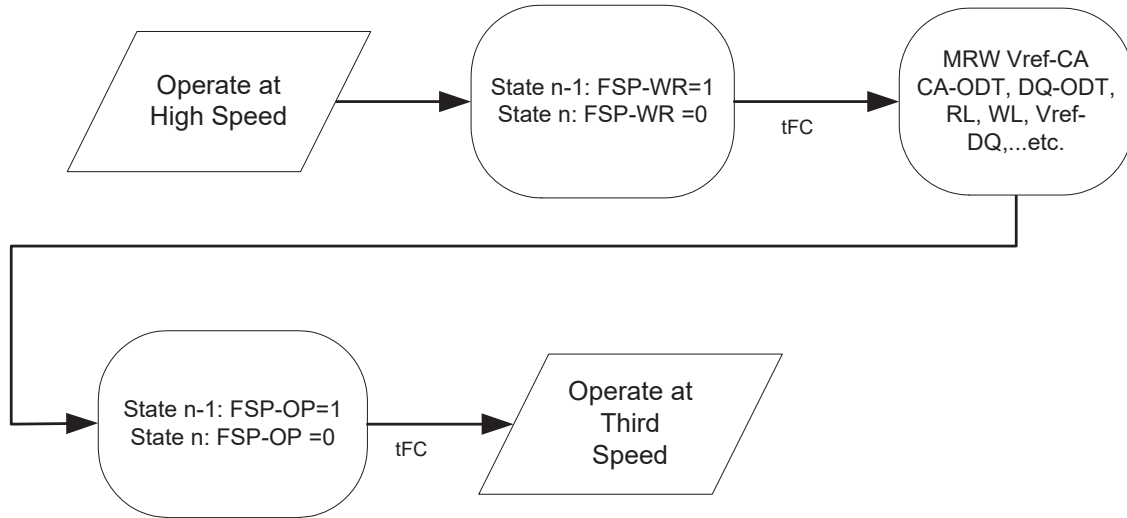 Operate at
High Speed
State n-1: FSP-WR=1
State n: FSP-WR =0
tFC
MRW Vref-CA
CA-ODT, DQ-ODT,
RL, WL, Vref-
DQ,...etc.
State n-1: FSP-OP=1
State n: FSP-OP =0
tFC
Operate at
Third
Speed